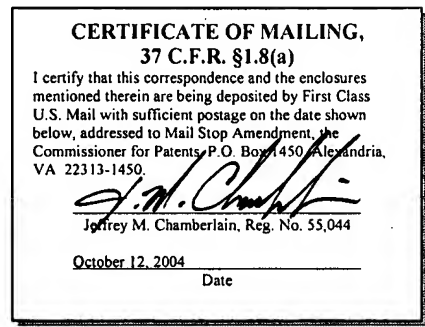 CERTIFICATE OF MAILING,
37 C.F.R. §1.8(a)
I certify that this correspondence and the enclosures
mentioned therein are being deposited by First Class
U.S. Mail with sufficient postage on the date shown
below, addressed to Mail Stop Amendment, the
Commissioner for Patents, P.O. Box 1450, Alexandria,
VA 22313-1450.
J. M. Chamberlain
Jeffrey M. Chamberlain, Reg. No. 55,044
October 12, 2004
Date